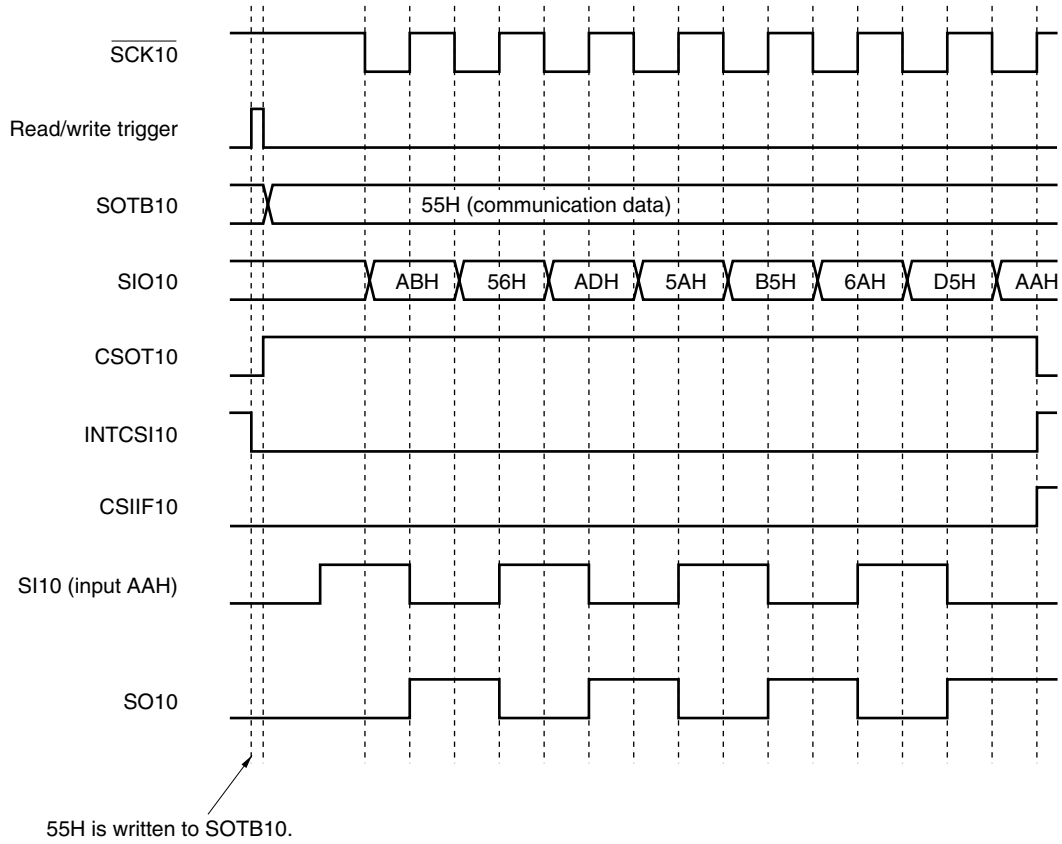 SCK10
Read/write trigger
SOTB10 55H (communication data)
SIO10 ABH 56H ADH 5AH B5H 6AH D5H AAH
CSOT10
INTCSI10
CSIIF10
SI10 (input AAH)
SO10
55H is written to SOTB10.